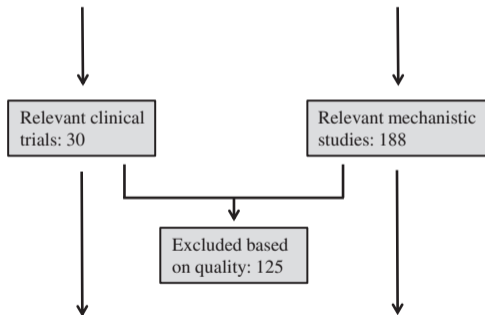 Relevant clinical
trials: 30
Relevant mechanistic
studies: 188
Excluded based
on quality: 125